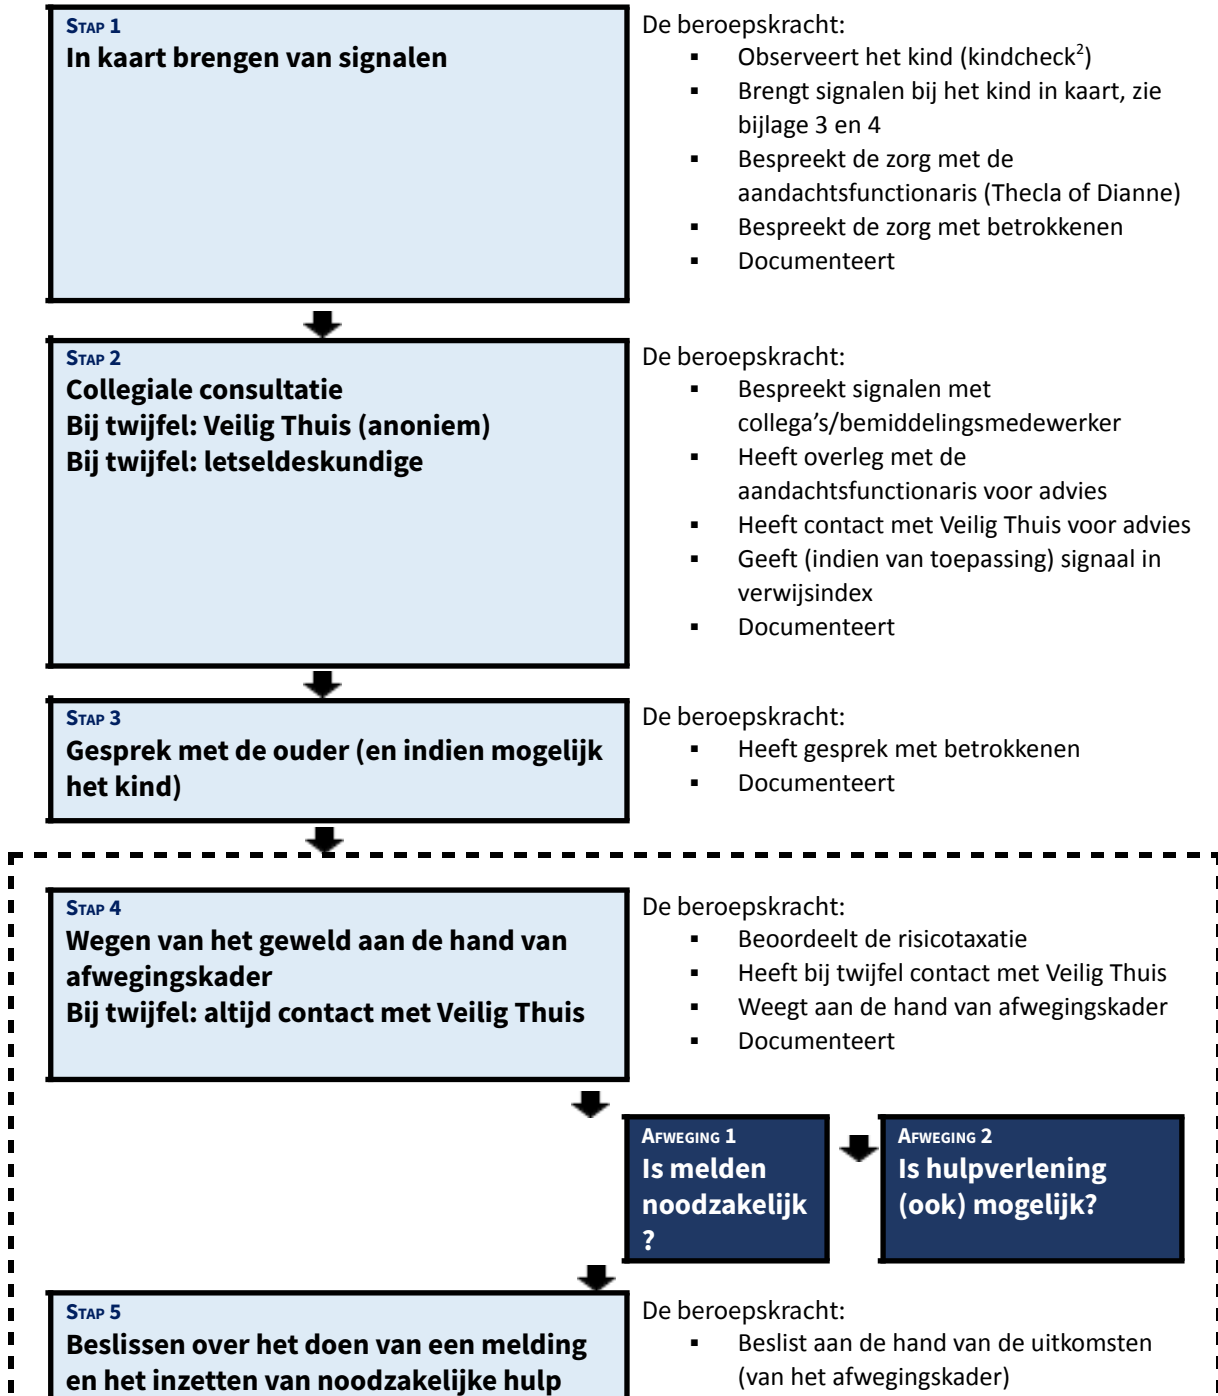 Stap 1
In kaart brengen van signalen
De beroepskracht:
▪ Observeert het kind (kindcheck²)
▪ Brengt signalen bij het kind in kaart, zie
bijlage 3 en 4
▪ Bespreekt de zorg met de
aandachtsfunctionaris (Thecla of Dianne)
▪ Bespreekt de zorg met betrokkenen
▪ Documenteert
Stap 2
Collegiale consultatie
Bij twijfel: Veilig Thuis (anoniem)
Bij twijfel: letseldeskundige
De beroepskracht:
▪ Bespreekt signalen met
collega’s/bemiddelingsmedewerker
▪ Heeft overleg met de
aandachtsfunctionaris voor advies
▪ Heeft contact met Veilig Thuis voor advies
▪ Geeft (indien van toepassing) signaal in
verwijsindex
▪ Documenteert
Stap 3
Gesprek met de ouder (en indien mogelijk
het kind)
De beroepskracht:
▪ Heeft gesprek met betrokkenen
▪ Documenteert
Stap 4
Wegen van het geweld aan de hand van
afwegingskader
Bij twijfel: altijd contact met Veilig Thuis
De beroepskracht:
▪ Beoordeelt de risicotaxatie
▪ Heeft bij twijfel contact met Veilig Thuis
▪ Weegt aan de hand van afwegingskader
▪ Documenteert
Afweging 1
Is melden
noodzakelijk
?
Afweging 2
Is hulpverlening
(ook) mogelijk?
Stap 5
Beslissen over het doen van een melding
en het inzetten van noodzakelijke hulp
De beroepskracht:
▪ Beslist aan de hand van de uitkomsten
(van het afwegingskader)